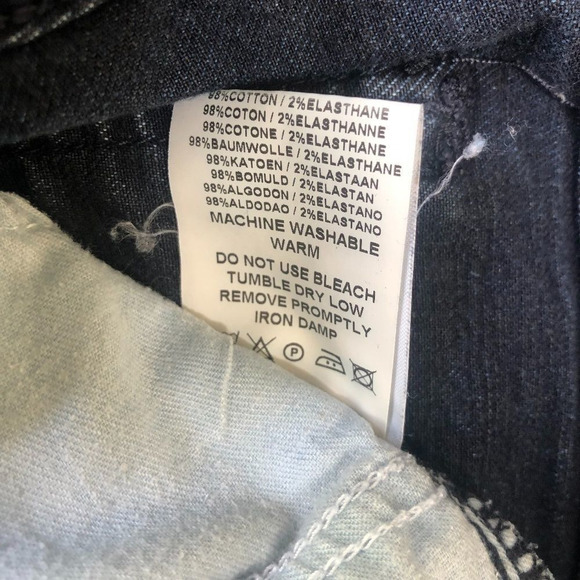 98%COTTON / 2%ELASTHANE
98%COTON / 2%ELASTHANNE
98%COTONE / 2%ELASTHANE
98%BAUMWOLLE / 2%ELASTHANE
98%KATOEN / 2%ELASTAAN
98%BOMULD / 2%ELASTAN
98%ALGODON / 2%ELASTANO
98%ALDODAO / 2%ELASTANO
MACHINE WASHABLE
WARM
DO NOT USE BLEACH
TUMBLE DRY LOW
REMOVE PROMPTLY
IRON DAMP
P